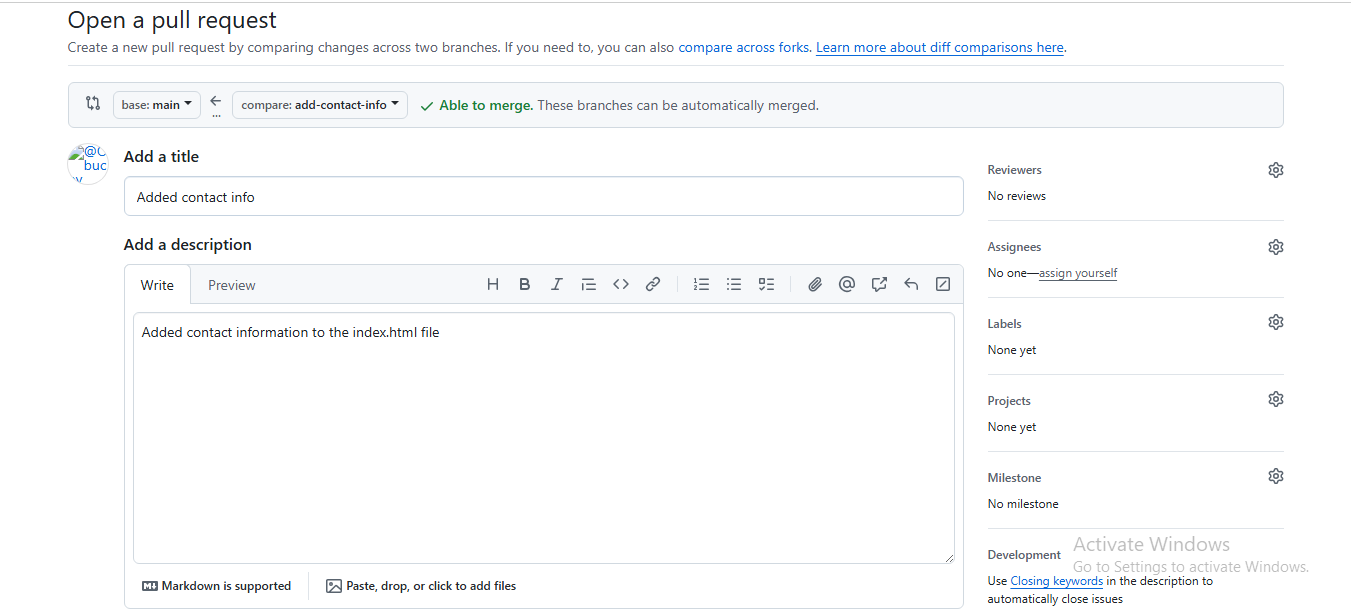 Open a pull request
Create a new pull request by comparing changes across two branches. If you need to, you can also compare across forks. Learn more about diff comparisons here.
base: main
...
compare: add-contact-info
Able to merge. These branches can be automatically merged.
Add a title
Added contact info
Add a description
Write
Preview
Added contact information to the index.html file
Markdown is supported
Paste, drop, or click to add files
Reviewers
No reviews
Assignees
No one—assign yourself
Labels
None yet
Projects
None yet
Milestone
No milestone
Development
Use Closing keywords in the description to
automatically close issues
Activate Windows
Go to Settings to activate Windows.